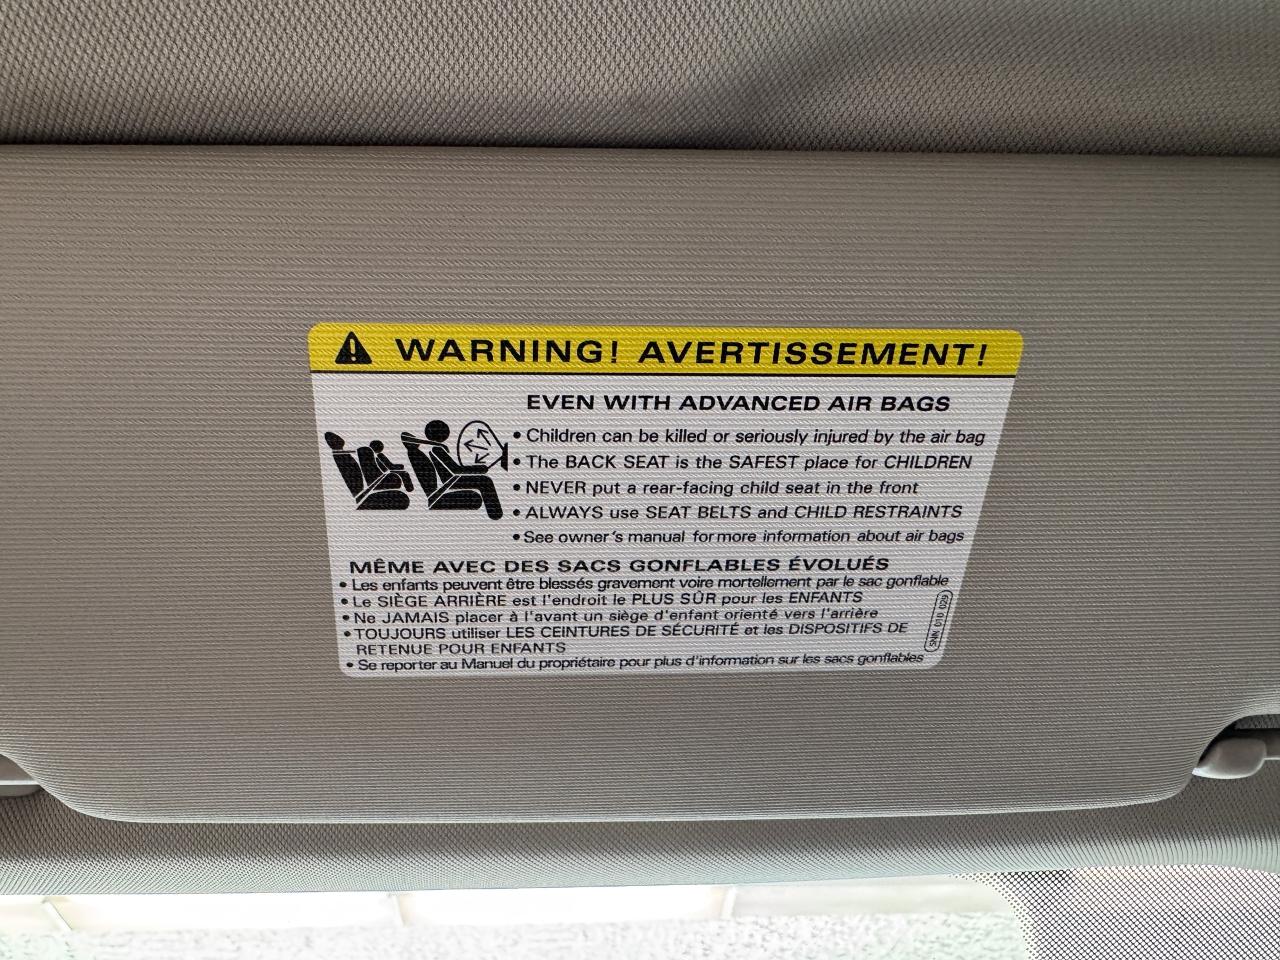 WARNING! AVERTISSEMENT!
EVEN WITH ADVANCED AIR BAGS
• Children can be killed or seriously injured by the air bag
• The BACK SEAT is the SAFEST place for CHILDREN
• NEVER put a rear-facing child seat in the front
• ALWAYS use SEAT BELTS and CHILD RESTRAINTS
• See owner's manual for more information about air bags
MÊME AVEC DES SACS GONFLABLES ÉVOLUÉS
• Les enfants peuvent être blessés gravement voire mortellement par le sac gonflable
• Le SIÈGE ARRIÈRE est l'endroit le PLUS SÛR pour les ENFANTS
• Ne JAMAIS placer à l'avant un siège d'enfant orienté vers l'arrière
• TOUJOURS utiliser LES CEINTURES DE SÉCURITÉ et les DISPOSITIFS DE
RETENUE POUR ENFANTS
• Se reporter au Manuel du propriétaire pour plus d'information sur les sacs gonflables
SNN 010 029